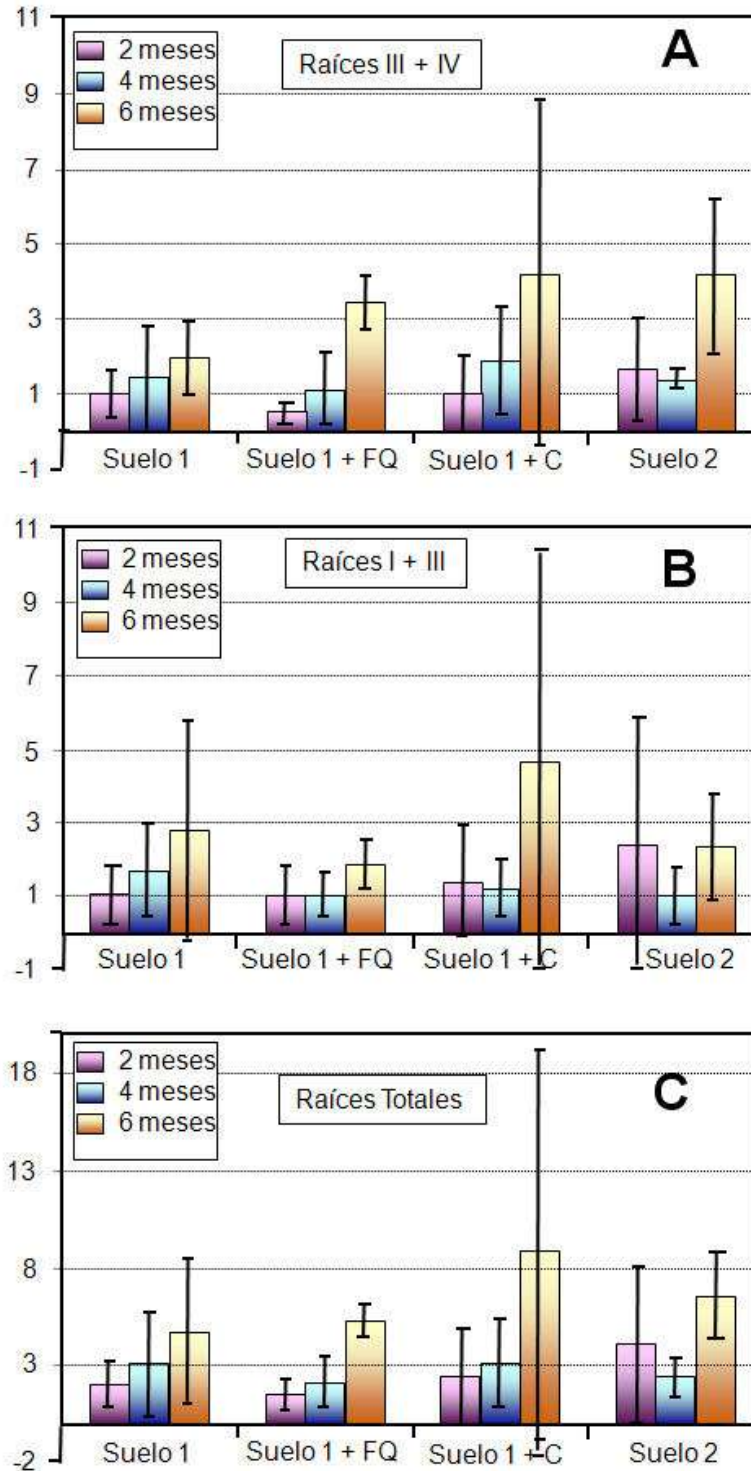 11
9
7
5
3
1
-1
2 meses
4 meses
6 meses
Raíces III + IV
A
Suelo 1
Suelo 1 + FQ
Suelo 1 + C
Suelo 2
11
9
7
5
3
1
-1
2 meses
4 meses
6 meses
Raíces I + III
B
Suelo 1
Suelo 1 + FQ
Suelo 1 + C
Suelo 2
18
13
8
3
-2
2 meses
4 meses
6 meses
Raíces Totales
C
Suelo 1
Suelo 1 + FQ
Suelo 1 + C
Suelo 2